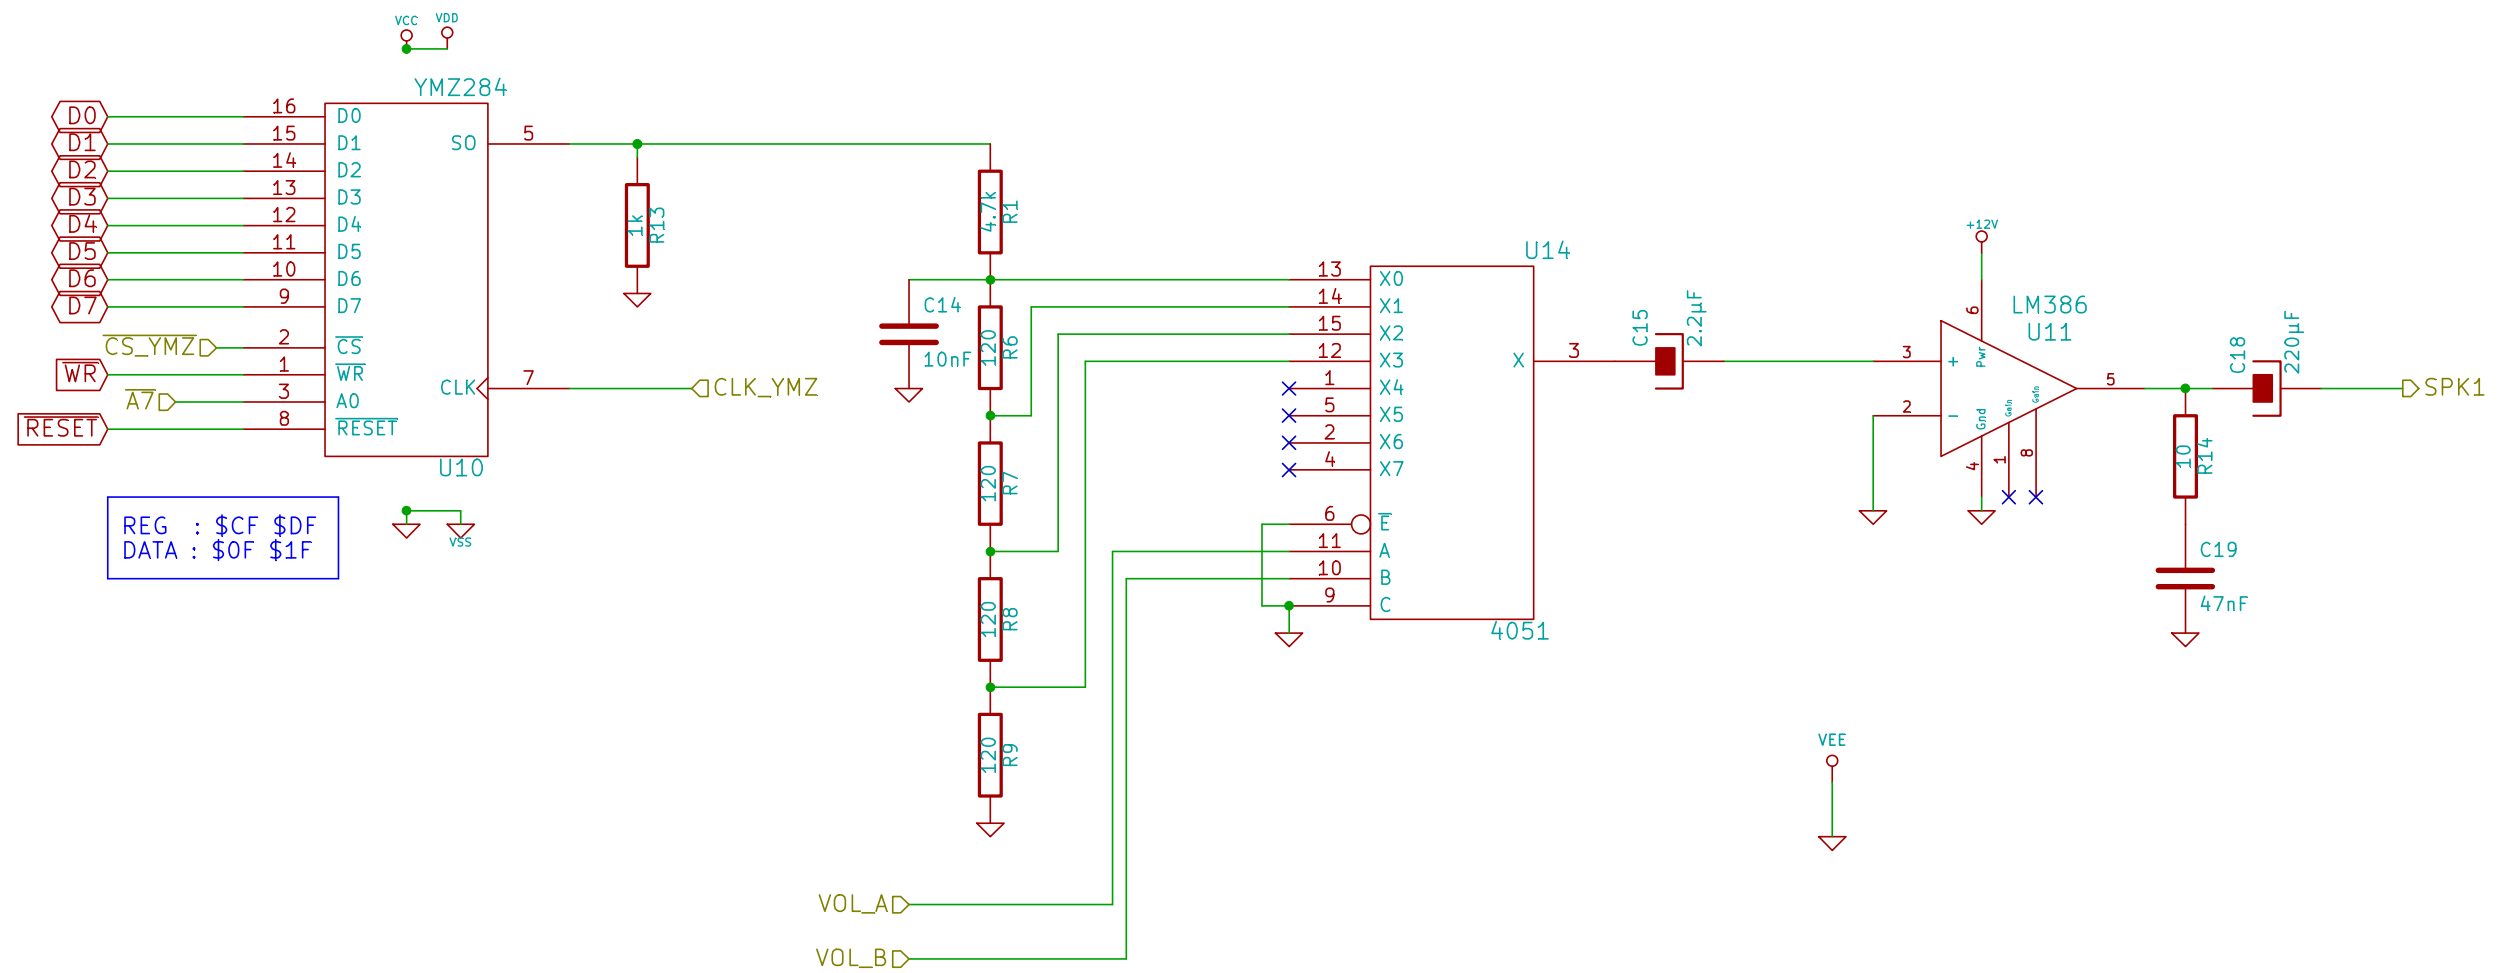 VCC
VDD
YMZ284
D0
16
D0
D1
15
D1
SO
5
D2
14
D2
D3
13
D3
D4
12
D4
D5
11
D5
D6
10
D6
D7
9
D7
CS_YMZ
2
CS
WR
1
WR
A7
3
A0
CLK
7
CLK_YMZ
RESET
8
RESET
U10
REG : $CF $DF
DATA : $0F $1F
VSS
1k
R13
4.7k
R1
C14
10nF
120
R6
120
R7
120
R8
120
R9
U14
13
X0
14
X1
15
X2
12
X3
X
3
1
X4
5
X5
2
X6
4
X7
6
E
11
A
10
B
9
C
4051
C15
2.2µF
+12V
6
LM386
U11
3
+
Pwr
2
-
Gnd
Gain
Gain
4
1
8
5
C18
220µF
SPK1
10
R14
C19
47nF
VEE
VOL_A
VOL_B